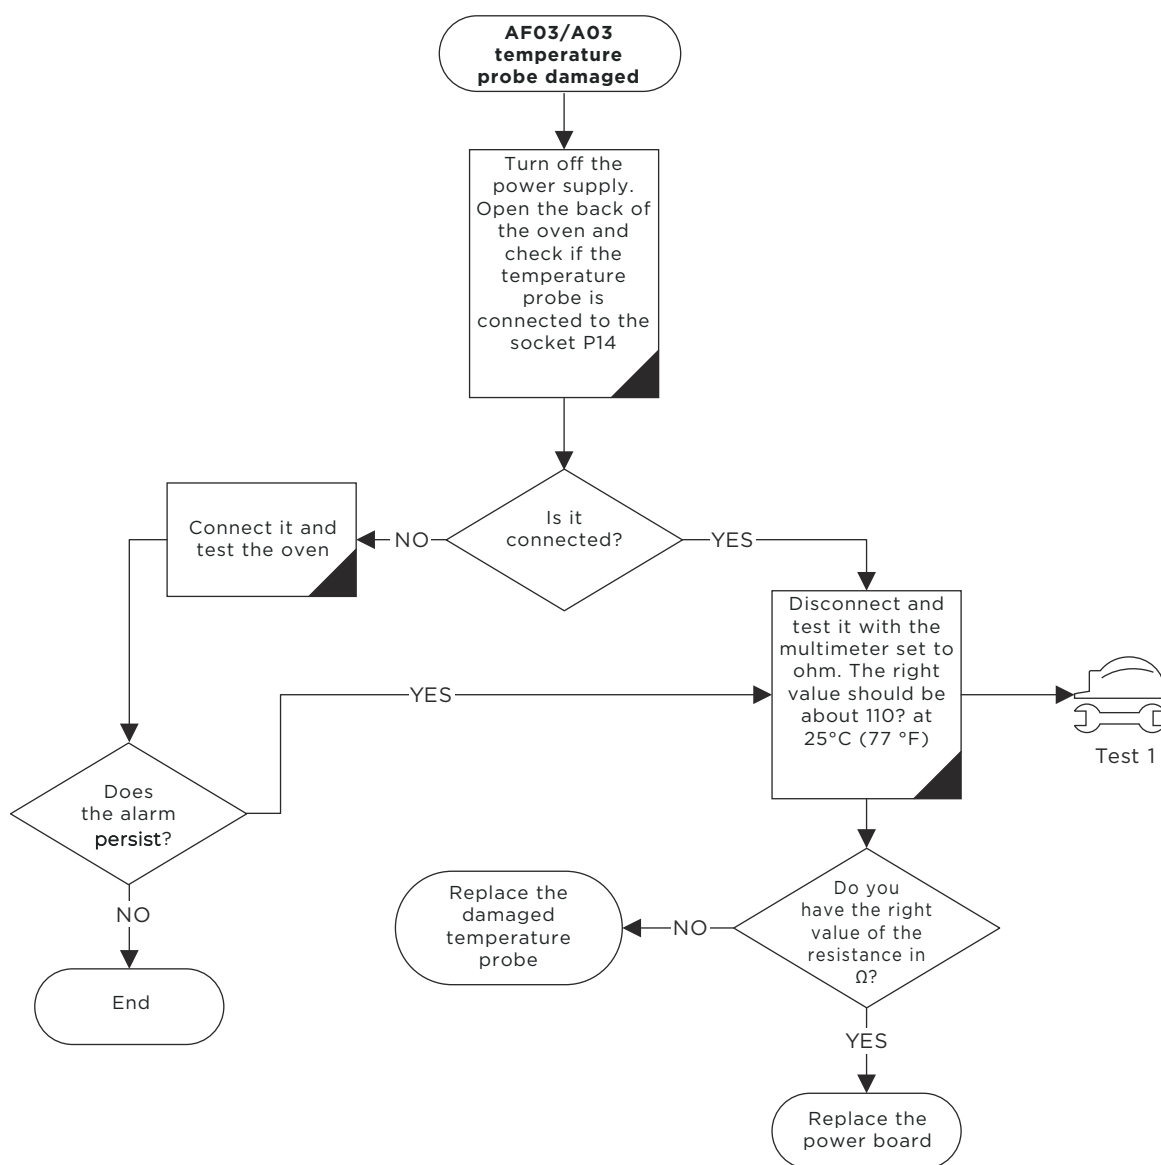 AF03/A03
temperature
probe damaged
Turn off the
power supply.
Open the back of
the oven and
check if the
temperature
probe is
connected to the
socket P14
Is it
connected?
NO
YES
Connect it and
test the oven
Disconnect and
test it with the
multimeter set to
ohm. The right
value should be
about 110? at
25°C (77 °F)
YES
Test 1
Does
the alarm
persist?
NO
End
Do you
have the right
value of the
resistance in
Ω?
NO
Replace the
damaged
temperature
probe
YES
Replace the
power board